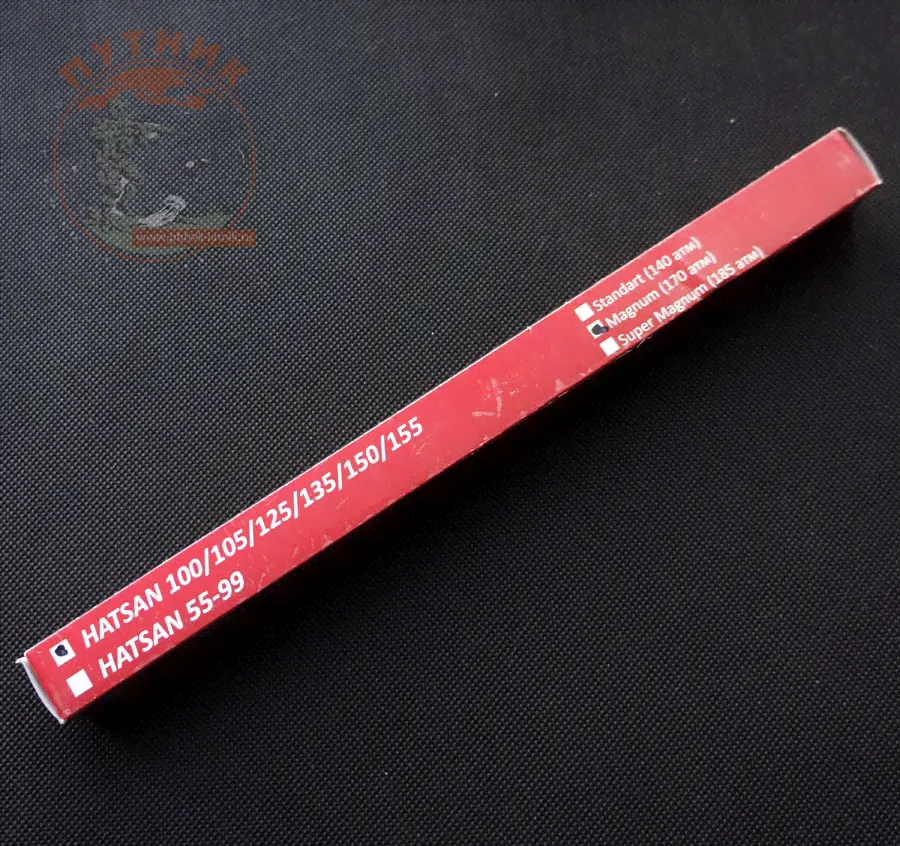 ПУТНИК
Standart (140 атм)
Magnum (170 атм)
Super Magnum (185 атм)
HATSAN 100/105/125/135/150/155
HATSAN 55-99